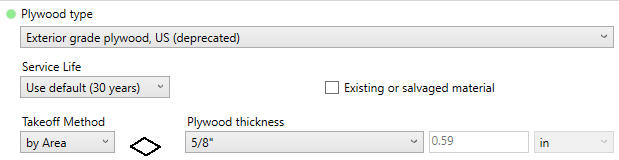 Plywood type
Exterior grade plywood, US (deprecated)
Service Life
Use default (30 years)
Existing or salvaged material
Takeoff Method
Plywood thickness
by Area
5/8"
0.59
in